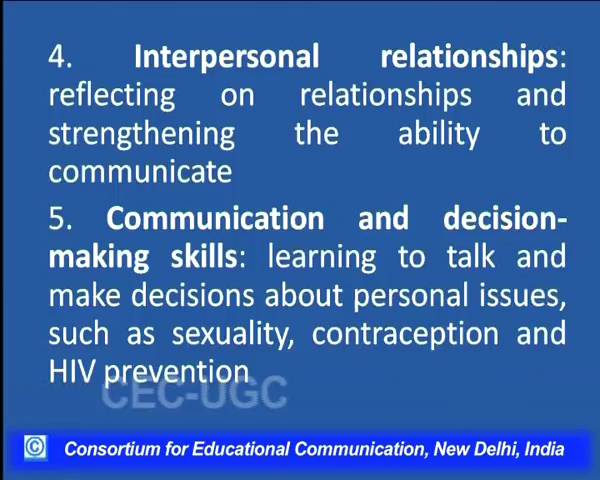 4. Interpersonal relationships:
reflecting on relationships and
strengthening the ability to
communicate
5. Communication and decision-
making skills: learning to talk and
make decisions about personal issues,
such as sexuality, contraception and
HIV prevention
CEC-UGC
© Consortium for Educational Communication, New Delhi, India